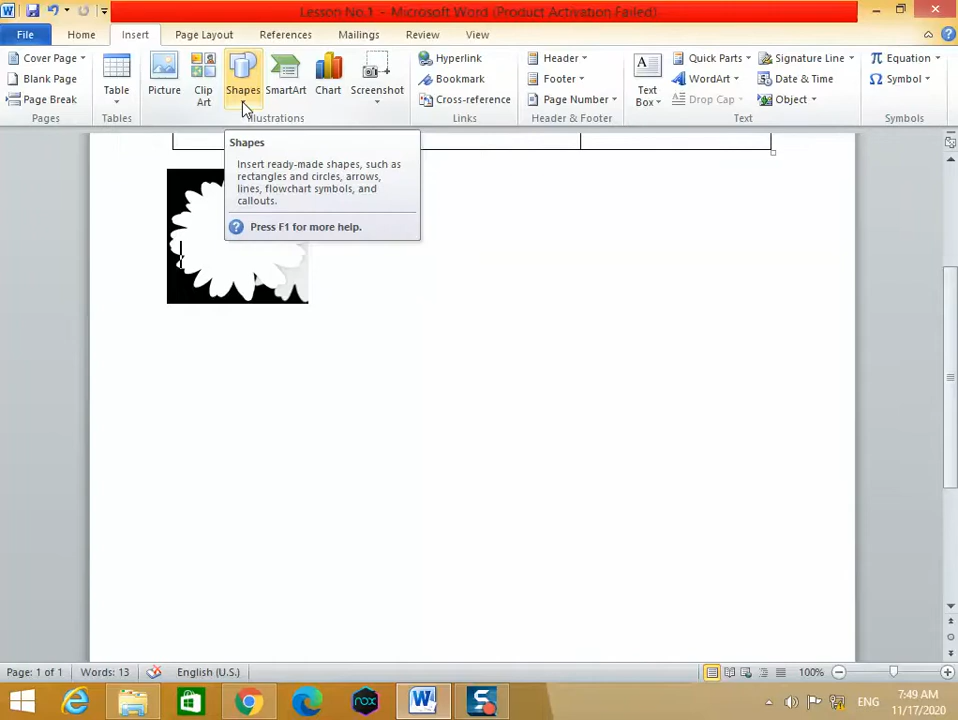 Lesson No.1 - Microsoft Word (Product Activation Failed)
File Home Insert Page Layout References Mailings Review View
Cover Page
Blank Page
Page Break
Pages
Table
Tables
Picture
Clip
Art
Shapes
SmartArt
Chart
Screenshot
Illustrations
Hyperlink
Bookmark
Cross-reference
Links
Header
Footer
Page Number
Header & Footer
A
Text
Box
Quick Parts
WordArt
Drop Cap
Signature Line
Date & Time
Object
Text
Equation
Symbol
Symbols
Shapes
Insert ready-made shapes, such as
rectangles and circles, arrows,
lines, flowchart symbols, and
callouts.
Press F1 for more help.
Page: 1 of 1 Words: 13 English (U.S.) 100%
nox
ENG
7:49 AM
11/17/2020